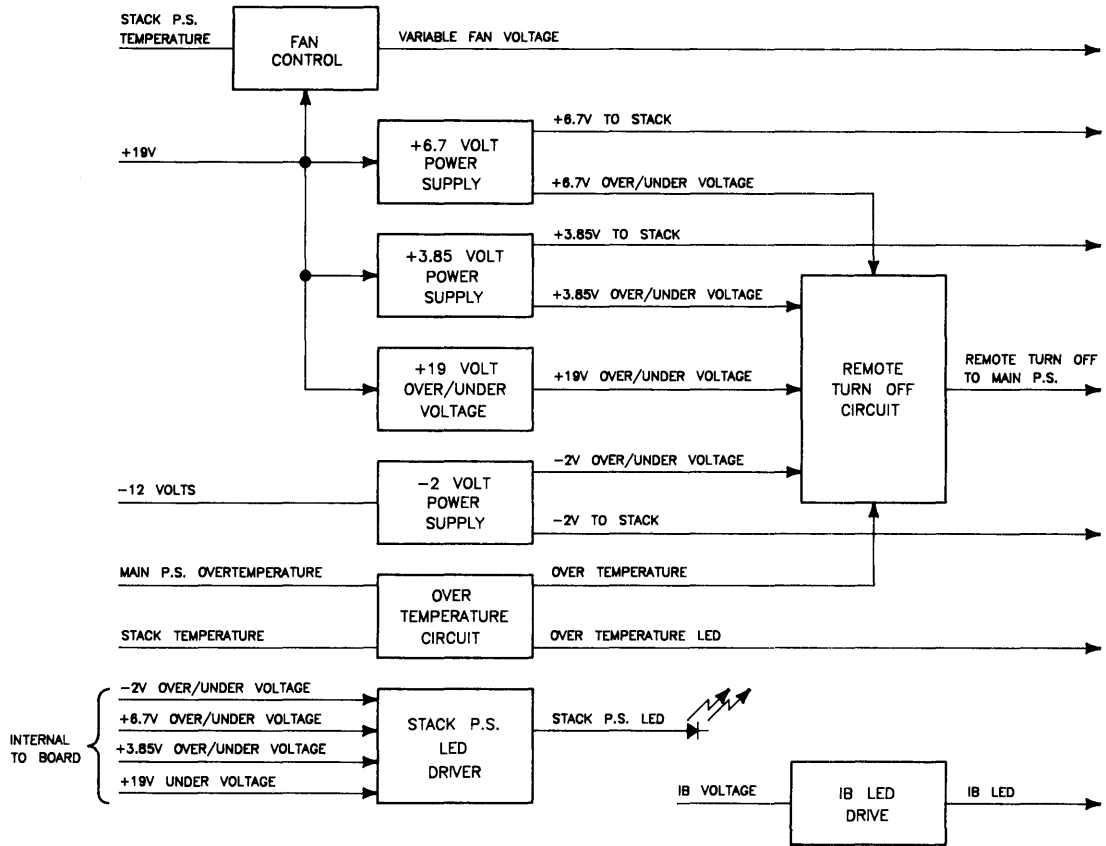 STACK P.S.
TEMPERATURE
FAN
CONTROL
VARIABLE FAN VOLTAGE
+19V
+6.7 VOLT
POWER
SUPPLY
+6.7V TO STACK
+6.7V OVER/UNDER VOLTAGE
+3.85 VOLT
POWER
SUPPLY
+3.85V TO STACK
+3.85V OVER/UNDER VOLTAGE
+19 VOLT
OVER/UNDER
VOLTAGE
+19V OVER/UNDER VOLTAGE
REMOTE
TURN OFF
CIRCUIT
REMOTE TURN OFF
TO MAIN P.S.
-12 VOLTS
-2 VOLT
POWER
SUPPLY
-2V OVER/UNDER VOLTAGE
-2V TO STACK
MAIN P.S. OVERTEMPERATURE
STACK TEMPERATURE
OVER
TEMPERATURE
CIRCUIT
OVER TEMPERATURE
OVER TEMPERATURE LED
INTERNAL
TO BOARD
-2V OVER/UNDER VOLTAGE
+6.7V OVER/UNDER VOLTAGE
+3.85V OVER/UNDER VOLTAGE
+19V UNDER VOLTAGE
STACK P.S.
LED
DRIVER
STACK P.S. LED
IB VOLTAGE
IB LED
DRIVE
IB LED